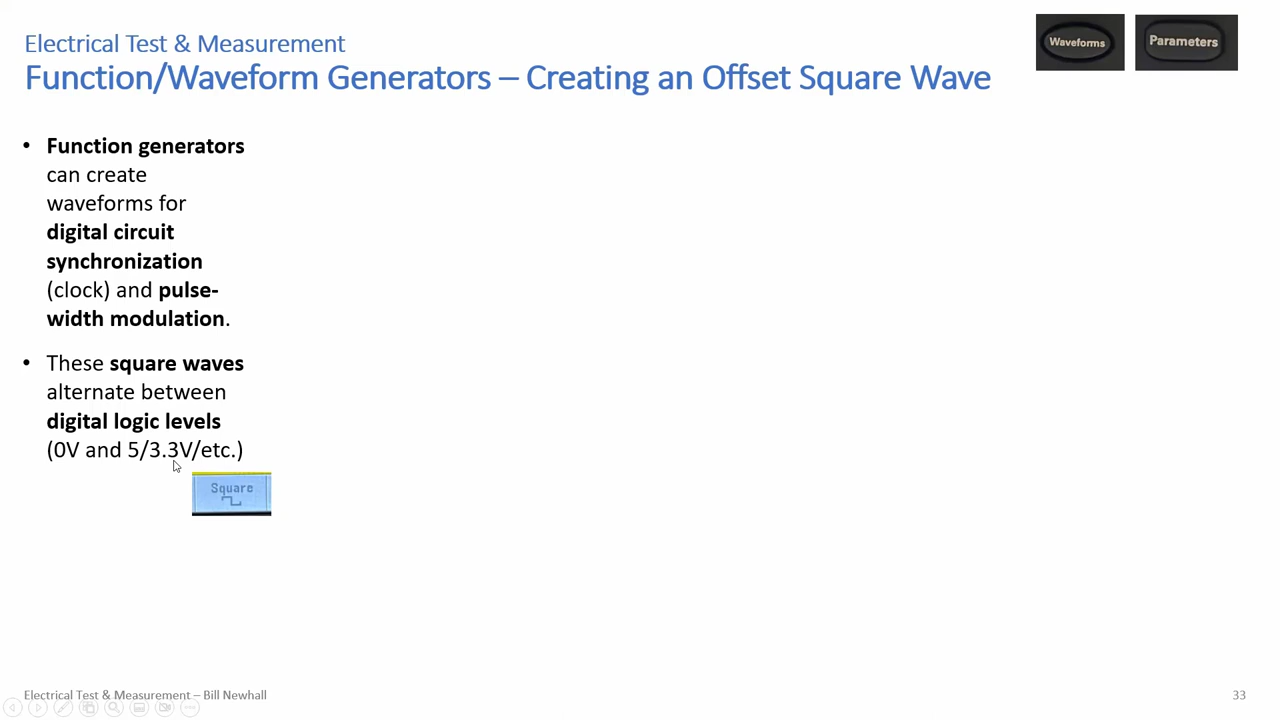 Electrical Test & Measurement
Function/Waveform Generators – Creating an Offset Square Wave
Waveforms
Parameters
• Function generators
can create
waveforms for
digital circuit
synchronization
(clock) and pulse-
width modulation.
• These square waves
alternate between
digital logic levels
(0V and 5/3.3V/etc.)
Square
Electrical Test & Measurement – Bill Newhall
33